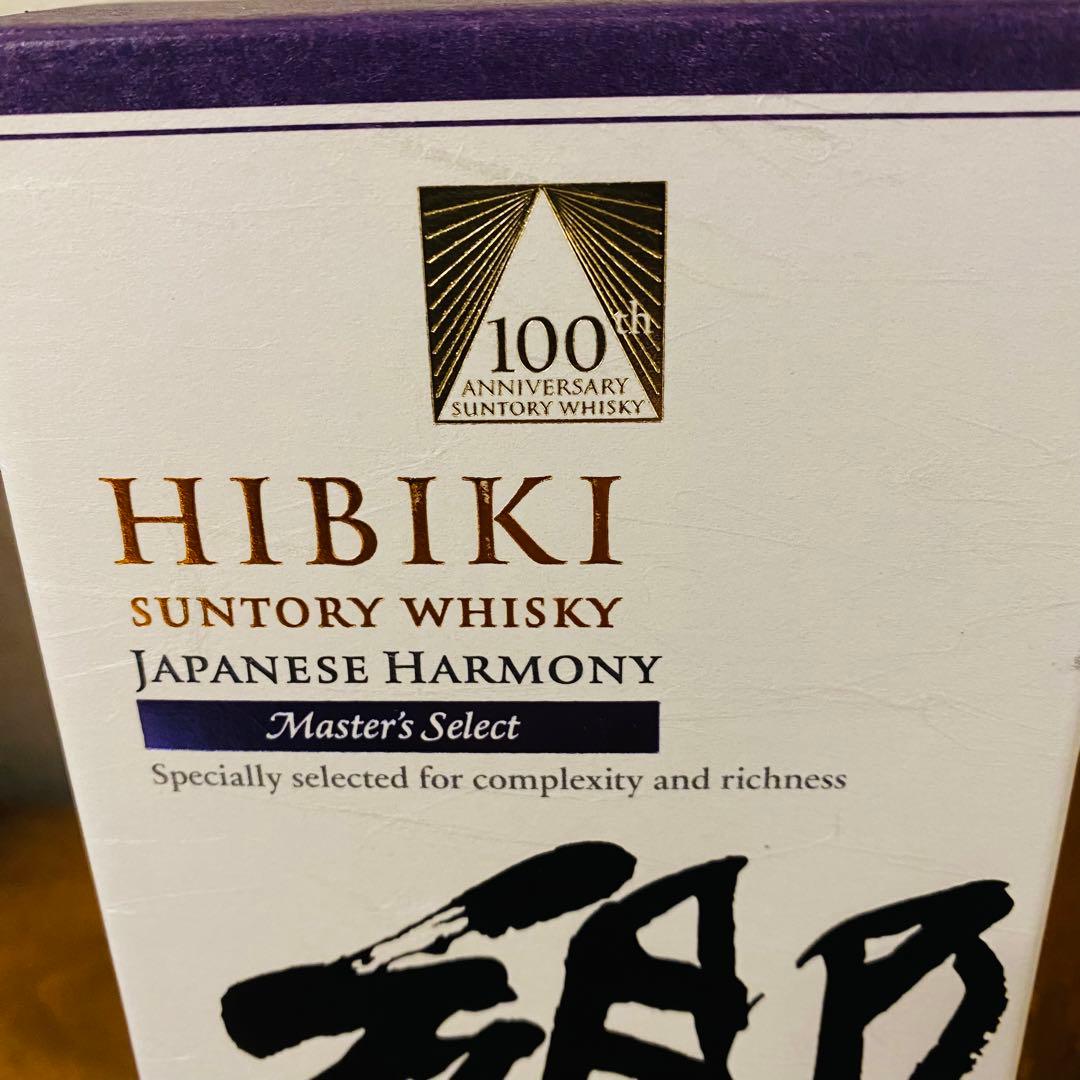 100th
ANNIVERSARY
SUNTORY WHISKY
HIBIKI
SUNTORY WHISKY
JAPANESE HARMONY
Master's Select
Specially selected for complexity and richness